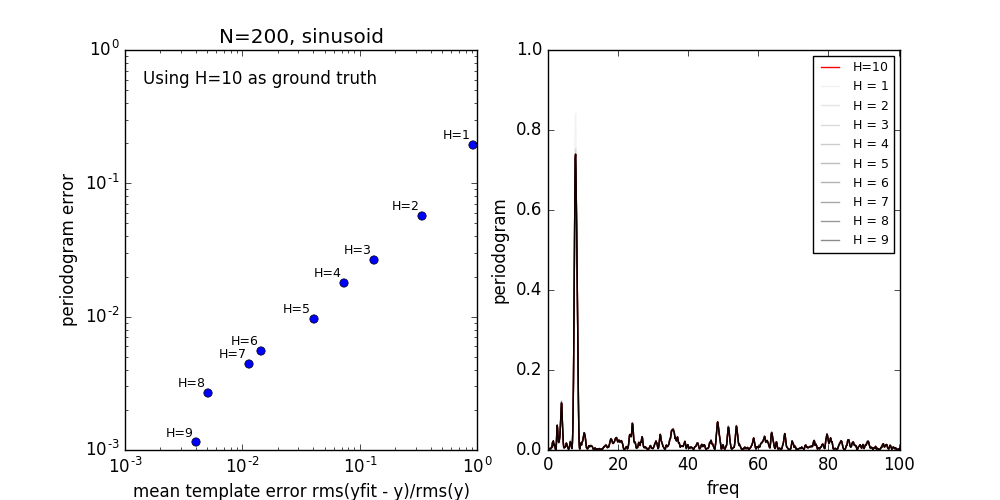 N=200, sinusoid
Using H=10 as ground truth
periodogram error
10^0
10^-1
10^-2
10^-3
H=1
H=2
H=3
H=4
H=5
H=6
H=7
H=8
H=9
10^-3
10^-2
10^-1
10^0
mean template error rms(yfit - y)/rms(y)
periodogram
1.0
0.8
0.6
0.4
0.2
0.0
H=10
H = 1
H = 2
H = 3
H = 4
H = 5
H = 6
H = 7
H = 8
H = 9
0
20
40
60
80
100
freq